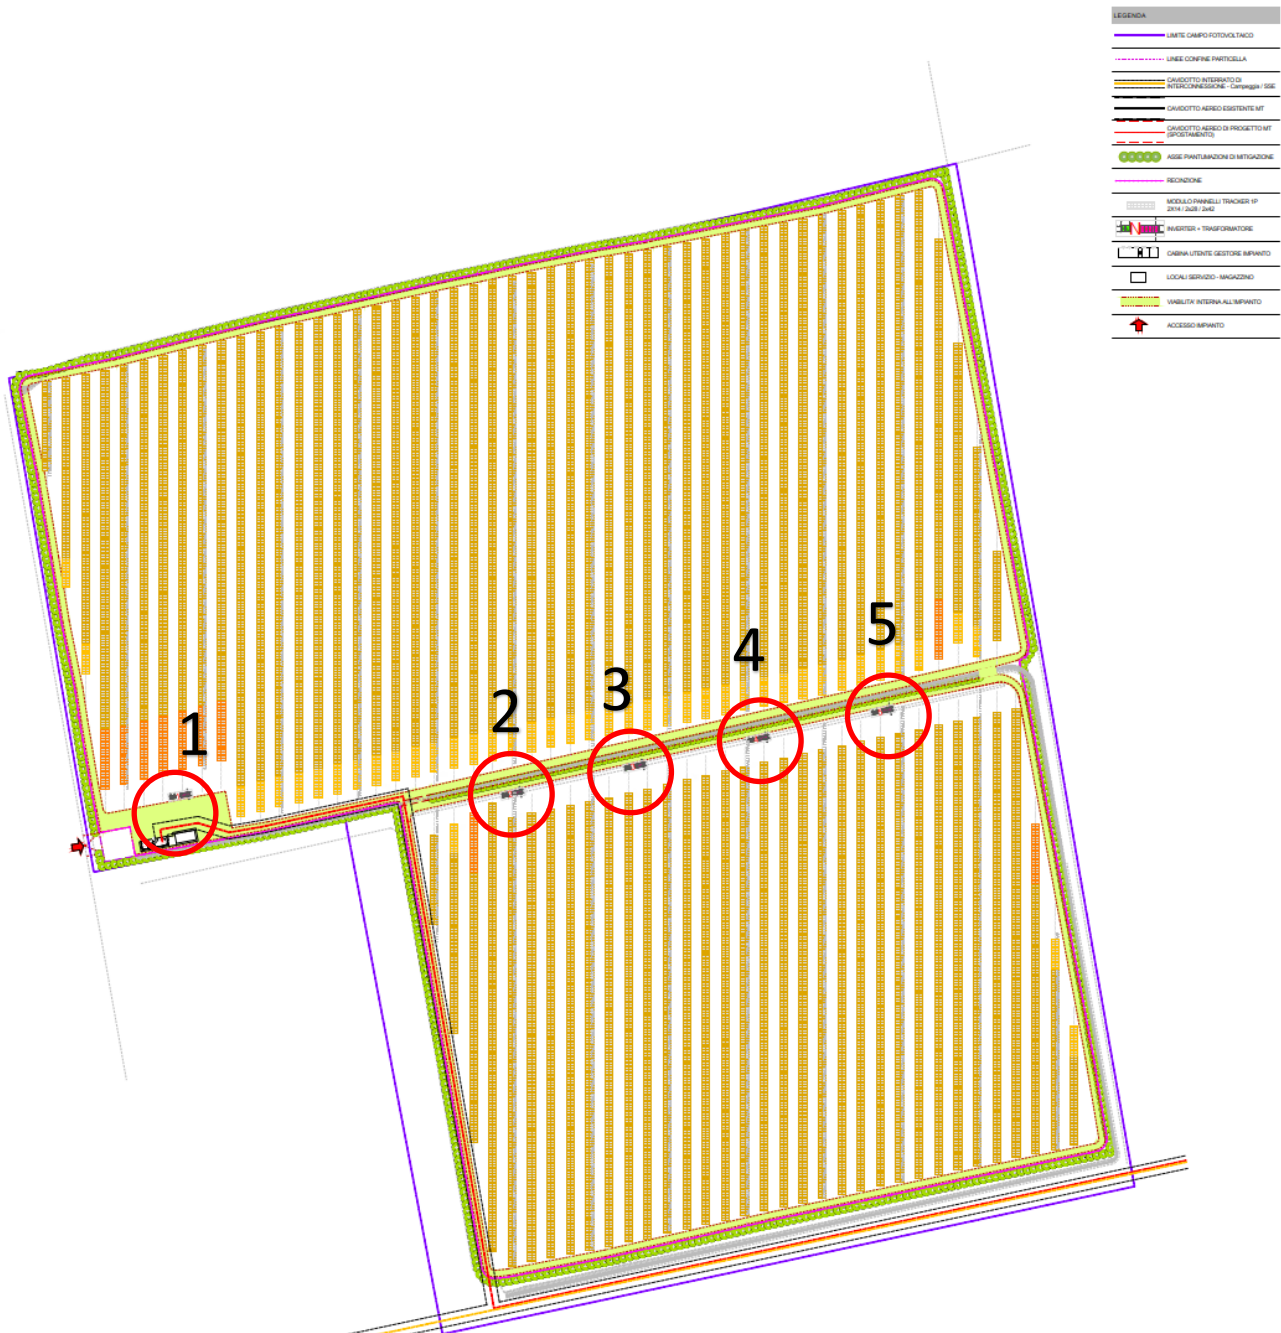 LEGENDA
LIMITE CAMPO FOTOVOLTAICO
LINEE CONFINE PARTICELLA
CAVIDOTTO INTERRATO DI
INTERCONNESSIONE - Campeggia / SSE
CAVIDOTTO AEREO ESISTENTE MT
CAVIDOTTO AEREO DI PROGETTO MT
(SPOSTAMENTO)
ASSE PIANTUMAZIONI DI MITIGAZIONE
RECINZIONE
MODULO PANNELLI TRACKER 1P
2X14 / 2x28 / 2x42
INVERTER + TRASFORMATORE
CABINA UTENTE GESTORE IMPIANTO
LOCALI SERVIZIO - MAGAZZINO
VIABILITA' INTERNA ALL'IMPIANTO
ACCESSO IMPIANTO
5
4
3
2
1